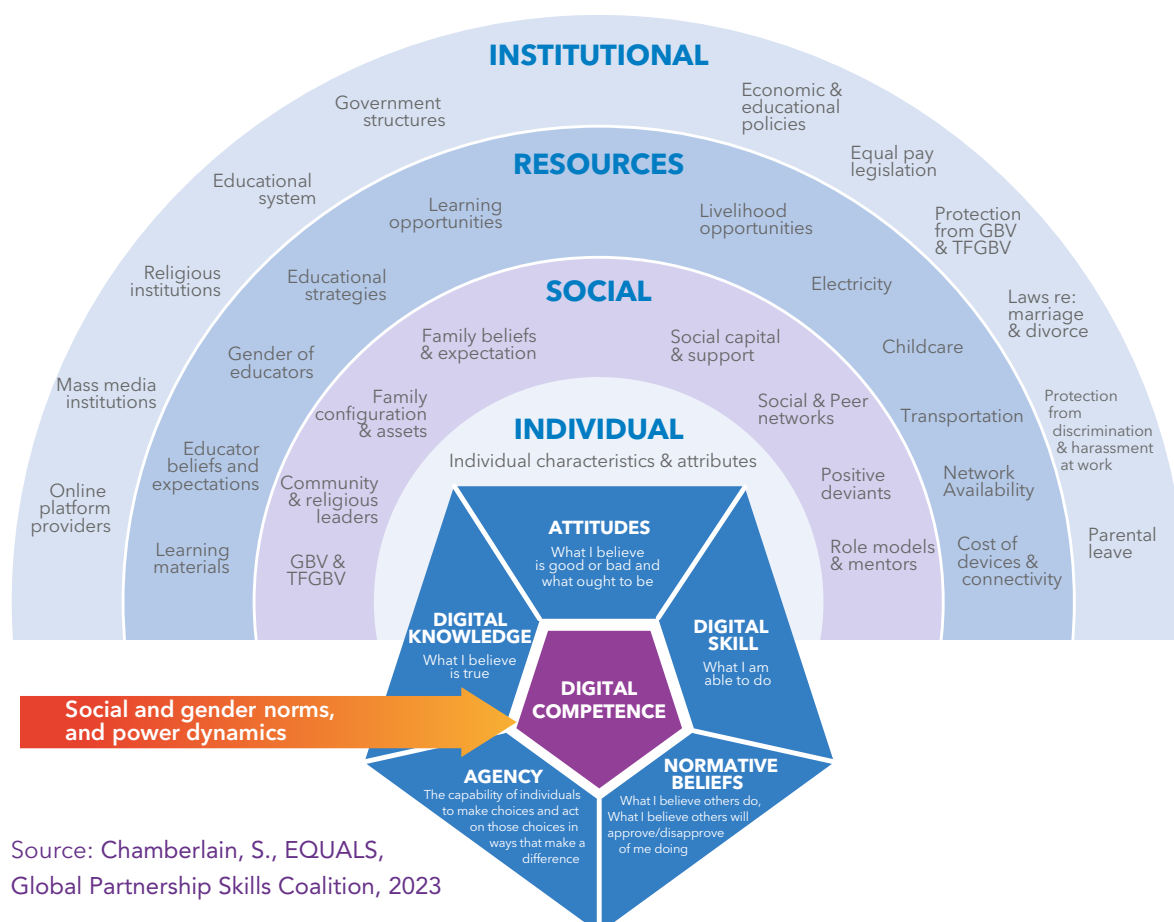 INSTITUTIONAL
Government
structures
Economic &
educational
policies
Educational
system
Equal pay
legislation
Religious
institutions
Protection
from GBV
& TFGBV
Mass media
institutions
Laws re:
marriage
& divorce
Online
platform
providers
Protection
from
discrimination
& harassment
at work
Parental
leave
RESOURCES
Learning
opportunities
Livelihood
opportunities
Educational
strategies
Electricity
Gender of
educators
Childcare
Educator
beliefs and
expectations
Transportation
Learning
materials
Network
Availability
Cost of
devices &
connectivity
SOCIAL
Family beliefs
& expectation
Social capital
& support
Family
configuration
& assets
Social & Peer
networks
Community
& religious
leaders
Positive
deviants
GBV &
TFGBV
Role models
& mentors
INDIVIDUAL
Individual characteristics & attributes
ATTITUDES
What I believe
is good or bad and
what ought to be
DIGITAL
KNOWLEDGE
What I believe
is true
DIGITAL
SKILL
What I am
able to do
DIGITAL
COMPETENCE
Social and gender norms,
and power dynamics
AGENCY
The capability of individuals
to make choices and act
on those choices in
ways that make a
difference
NORMATIVE
BELIEFS
What I believe others do,
What I believe others will
approve/disapprove
of me doing
Source: Chamberlain, S., EQUALS,
Global Partnership Skills Coalition, 2023